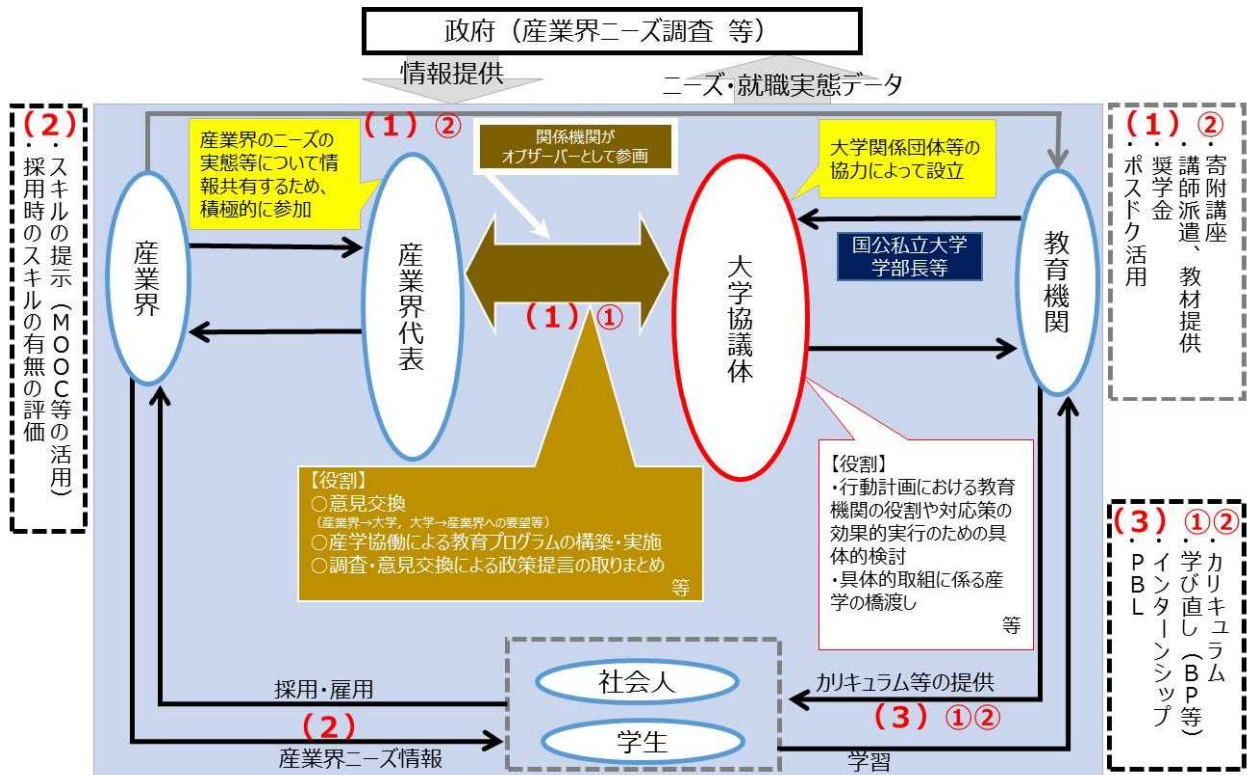 政府（産業界ニーズ調査 等）
情報提供
ニーズ・就職実態データ
（２）
・スキルの提示（ＭＯＯＣ等の活用）
・採用時のスキルの有無の評価
産業界のニーズの
実態等について情
報共有するため、
積極的に参加
（１）②
関係機関が
オブザーバーとして参画
大学関係団体等の
協力によって設立
（１）②
・寄附講座
・講師派遣、教材提供
・奨学金
・ポスドク活用
産業界
産業界代表
（１）①
大学協議体
国公私立大学
学部長等
教育機関
【役割】
○意見交換
（産業界→大学，大学→産業界への要望等）
○産学協働による教育プログラムの構築・実施
○調査・意見交換による政策提言の取りまとめ
等
【役割】
・行動計画における教育
機関の役割や対応策の
効果的実行のための具
体的検討
・具体的取組に係る産
学の橋渡し
等
（３）①②
・カリキュラム
・学び直し（ＢＰ等）
・インターンシップ
・ＰＢＬ
採用・雇用
（２）
産業界ニーズ情報
社会人
学生
カリキュラム等の提供
（３）①②
学習